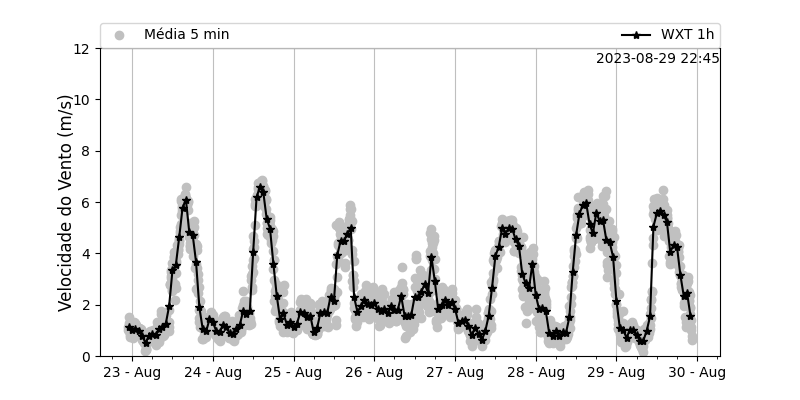 Média 5 min WXT 1h
2023-08-29 22:45
Velocidade do Vento (m/s)
12
10
8
6
4
2
0
23 - Aug 24 - Aug 25 - Aug 26 - Aug 27 - Aug 28 - Aug 29 - Aug 30 - Aug